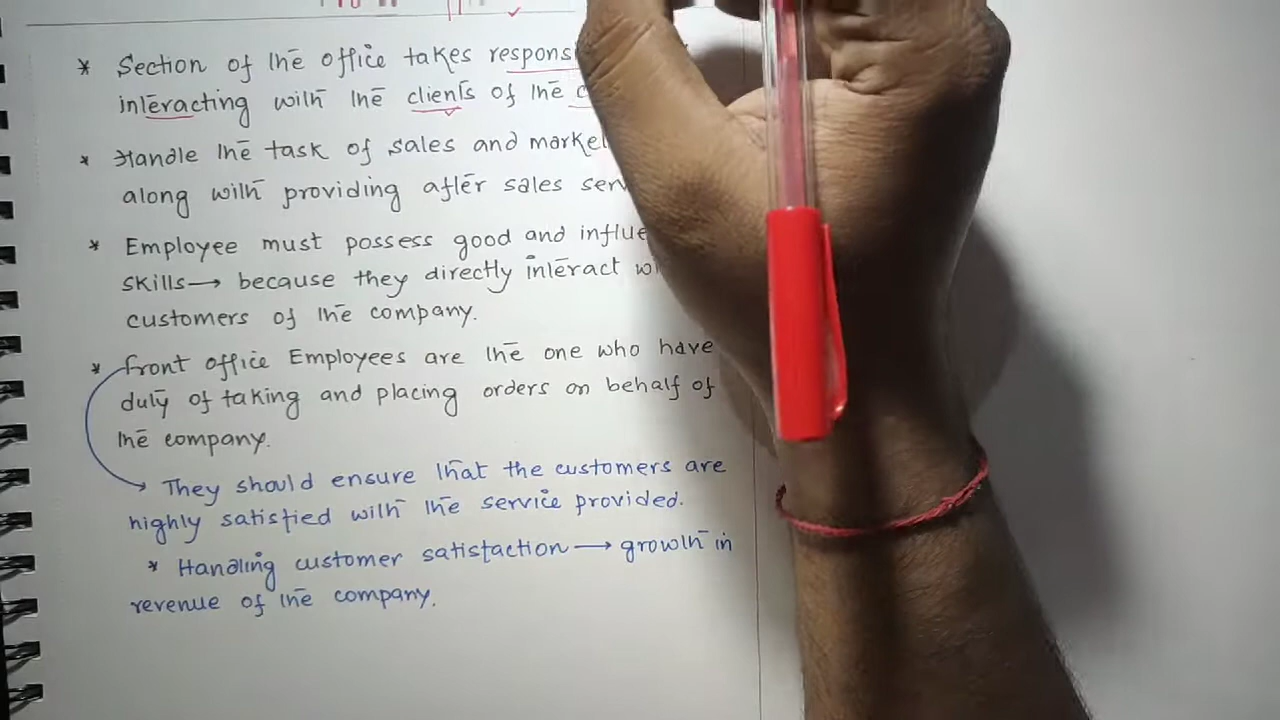 * Section of the office takes
interacting with the clients of the
* Handle the task of sales and
along with providing after sales
* Employee must possess good and
skills → because they directly interact
customers of the company.
* Front office Employees are the one who have
duty of taking and placing orders on behalf of
the company.
→ They should ensure that the customers are
highly satisfied with the service provided.
* Handling customer satisfaction → growth in
revenue of the company.